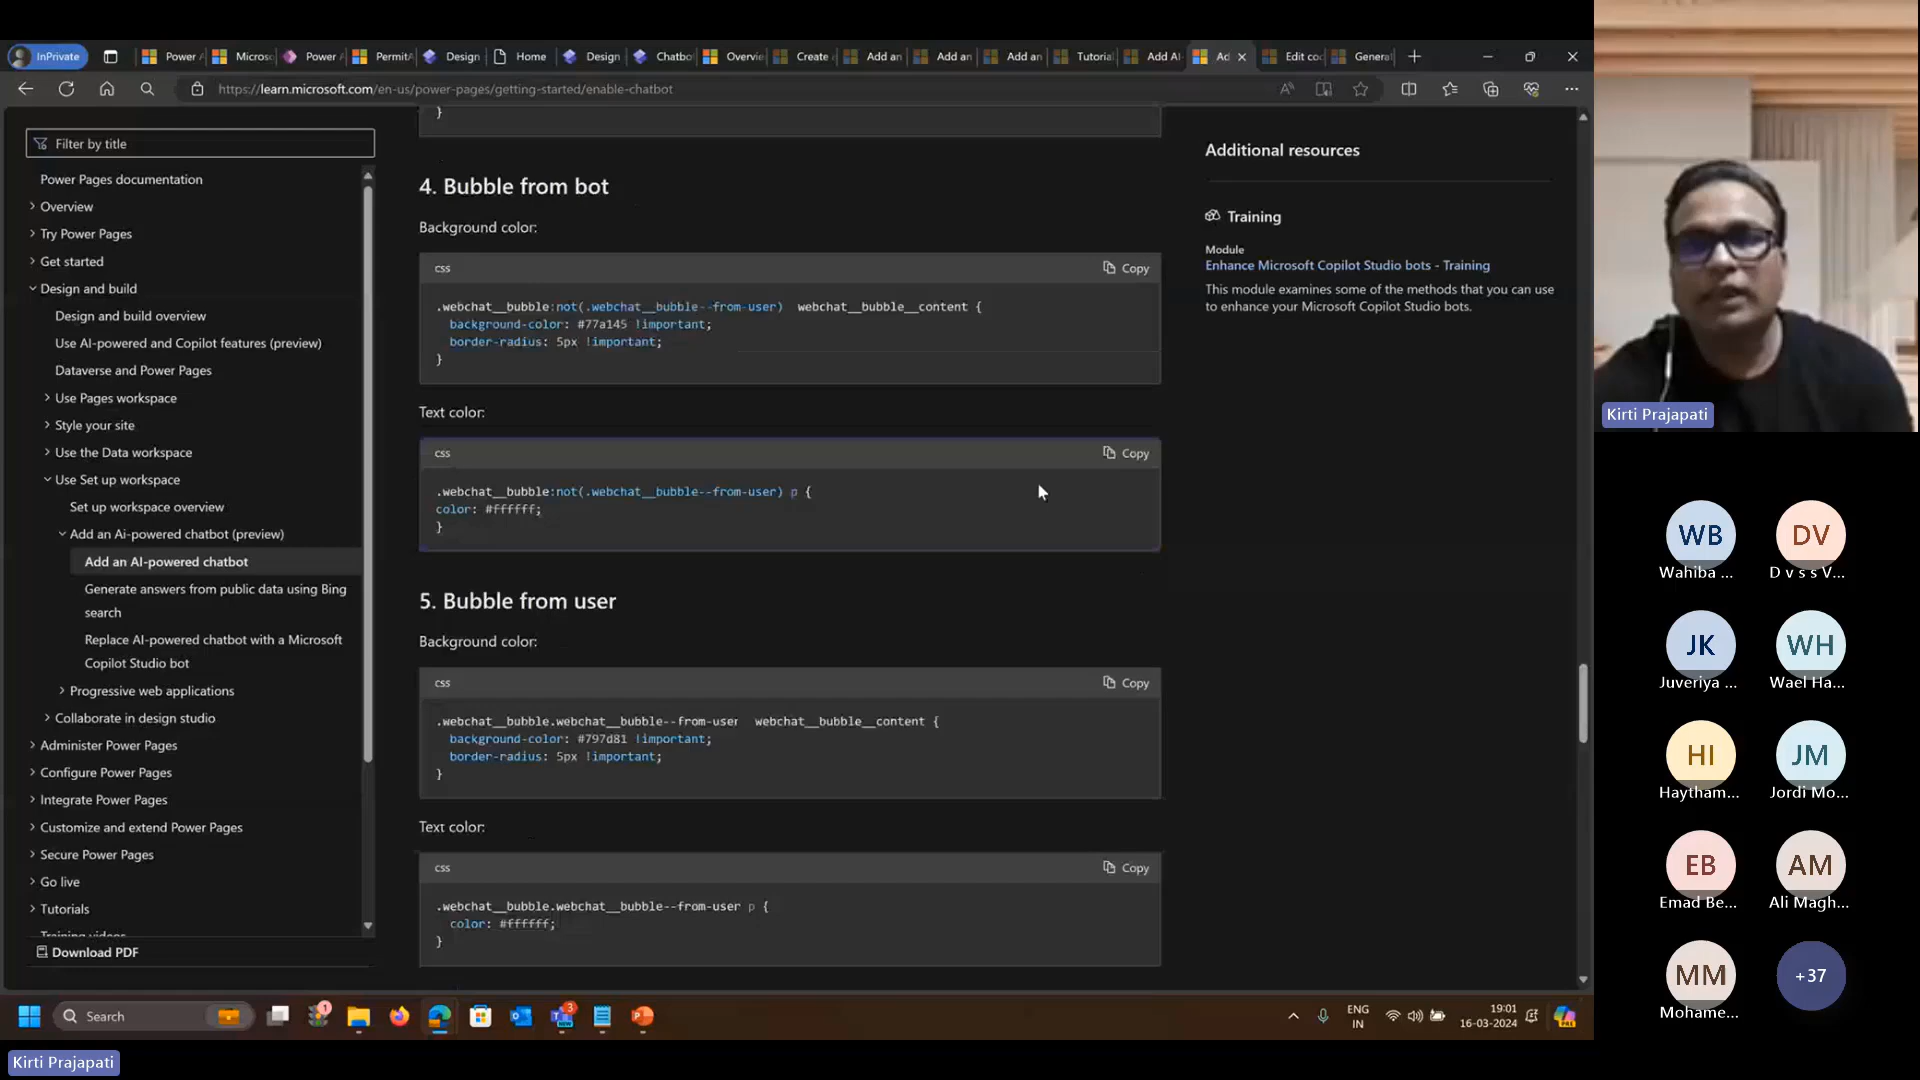 InPrivate
Power
Microsc
Power
Permit
Design
Home
Design
Chatbo
Overvie
Create
Add an
Add an
Add an
Tutoria
Add AI
Ad
Edit coc
Genera
https://learn.microsoft.com/en-us/power-pages/getting-started/enable-chatbot
Filter by title
Power Pages documentation
Overview
Try Power Pages
Get started
Design and build
Design and build overview
Use AI-powered and Copilot features (preview)
Dataverse and Power Pages
Use Pages workspace
Style your site
Use the Data workspace
Use Set up workspace
Set up workspace overview
Add an Ai-powered chatbot (preview)
Add an AI-powered chatbot
Generate answers from public data using Bing
search
Replace AI-powered chatbot with a Microsoft
Copilot Studio bot
Progressive web applications
Collaborate in design studio
Administer Power Pages
Configure Power Pages
Integrate Power Pages
Customize and extend Power Pages
Secure Power Pages
Go live
Tutorials
Training videos
Download PDF
}
4. Bubble from bot
Background color:
css
Copy
.webchat__bubble:not(.webchat__bubble--from-user) webchat__bubble__content {
background-color: #77a145 !important;
border-radius: 5px !important;
}
Text color:
css
Copy
.webchat__bubble:not(.webchat__bubble--from-user) p {
color: #ffffff;
}
5. Bubble from user
Background color:
css
Copy
.webchat__bubble.webchat__bubble--from-user webchat__bubble__content {
background-color: #797d81 !important;
border-radius: 5px !important;
}
Text color:
css
Copy
.webchat__bubble.webchat__bubble--from-user p {
color: #ffffff;
}
Additional resources
Training
Module
Enhance Microsoft Copilot Studio bots - Training
This module examines some of the methods that you can use
to enhance your Microsoft Copilot Studio bots.
Kirti Prajapati
WB
Wahiba ...
DV
D v s s V...
JK
Juveriya ...
WH
Wael Ha...
HI
Haytham...
JM
Jordi Mo...
EB
Emad Be...
AM
Ali Magh...
MM
Mohame...
+37
Search
1
3
NEW
PRE
ENG
IN
19:01
16-03-2024
Kirti Prajapati